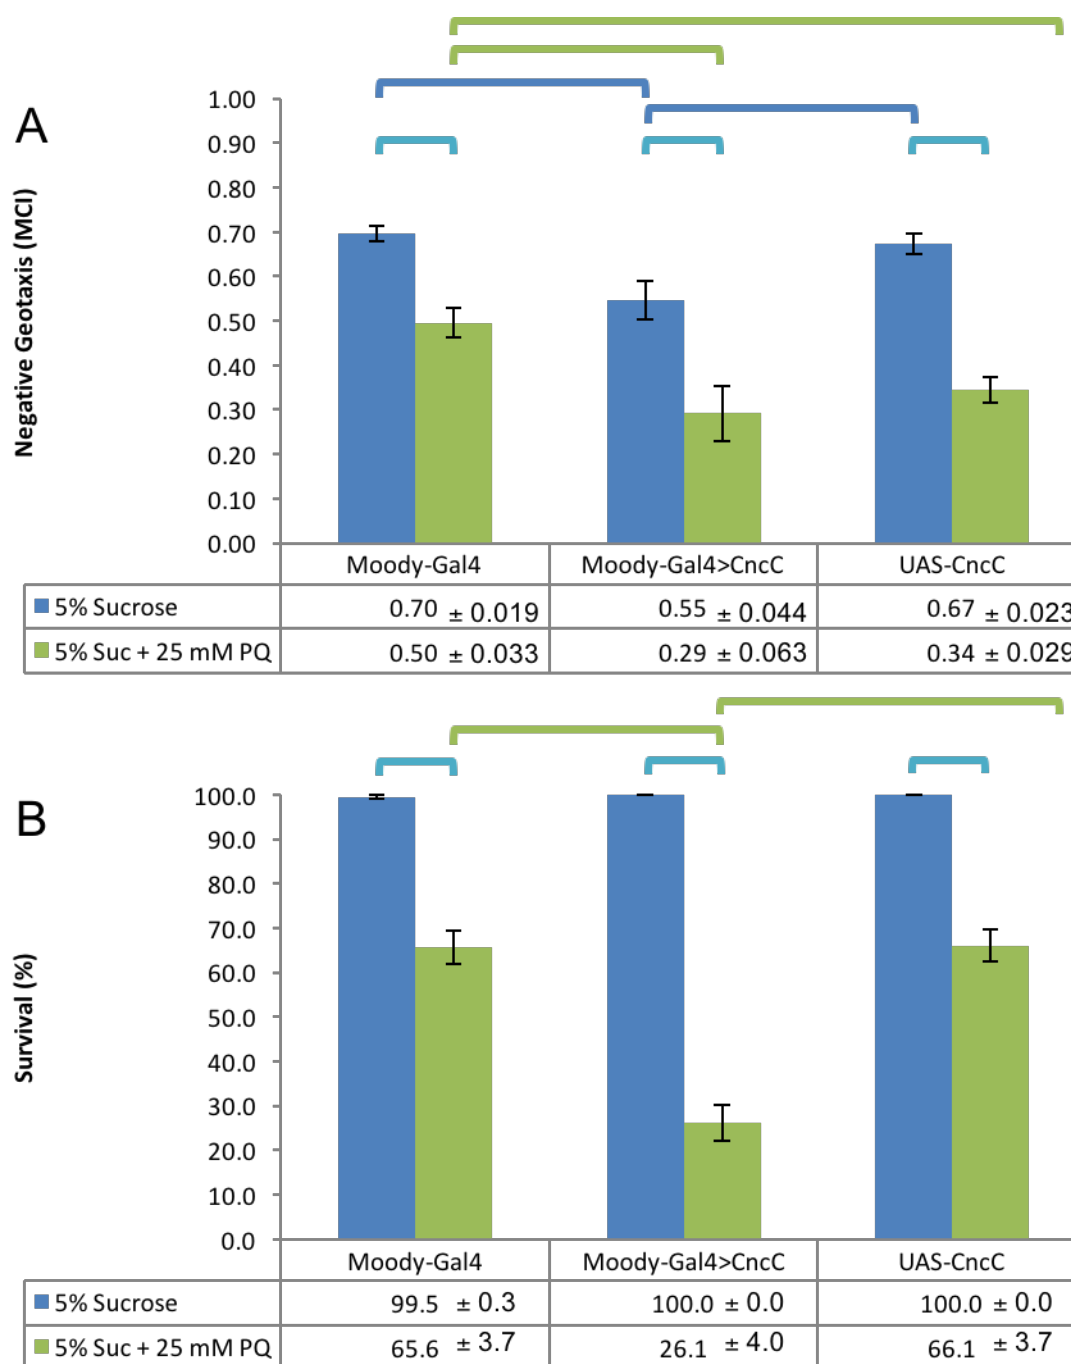 A
Negative Geotaxis (MCI)
1.00
0.90
0.80
0.70
0.60
0.50
0.40
0.30
0.20
0.10
0.00
Moody-Gal4 Moody-Gal4>CncC UAS-CncC
5% Sucrose 0.70 ± 0.019 0.55 ± 0.044 0.67 ± 0.023
5% Suc + 25 mM PQ 0.50 ± 0.033 0.29 ± 0.063 0.34 ± 0.029
B
Survival (%)
100.0
90.0
80.0
70.0
60.0
50.0
40.0
30.0
20.0
10.0
0.0
Moody-Gal4 Moody-Gal4>CncC UAS-CncC
5% Sucrose 99.5 ± 0.3 100.0 ± 0.0 100.0 ± 0.0
5% Suc + 25 mM PQ 65.6 ± 3.7 26.1 ± 4.0 66.1 ± 3.7